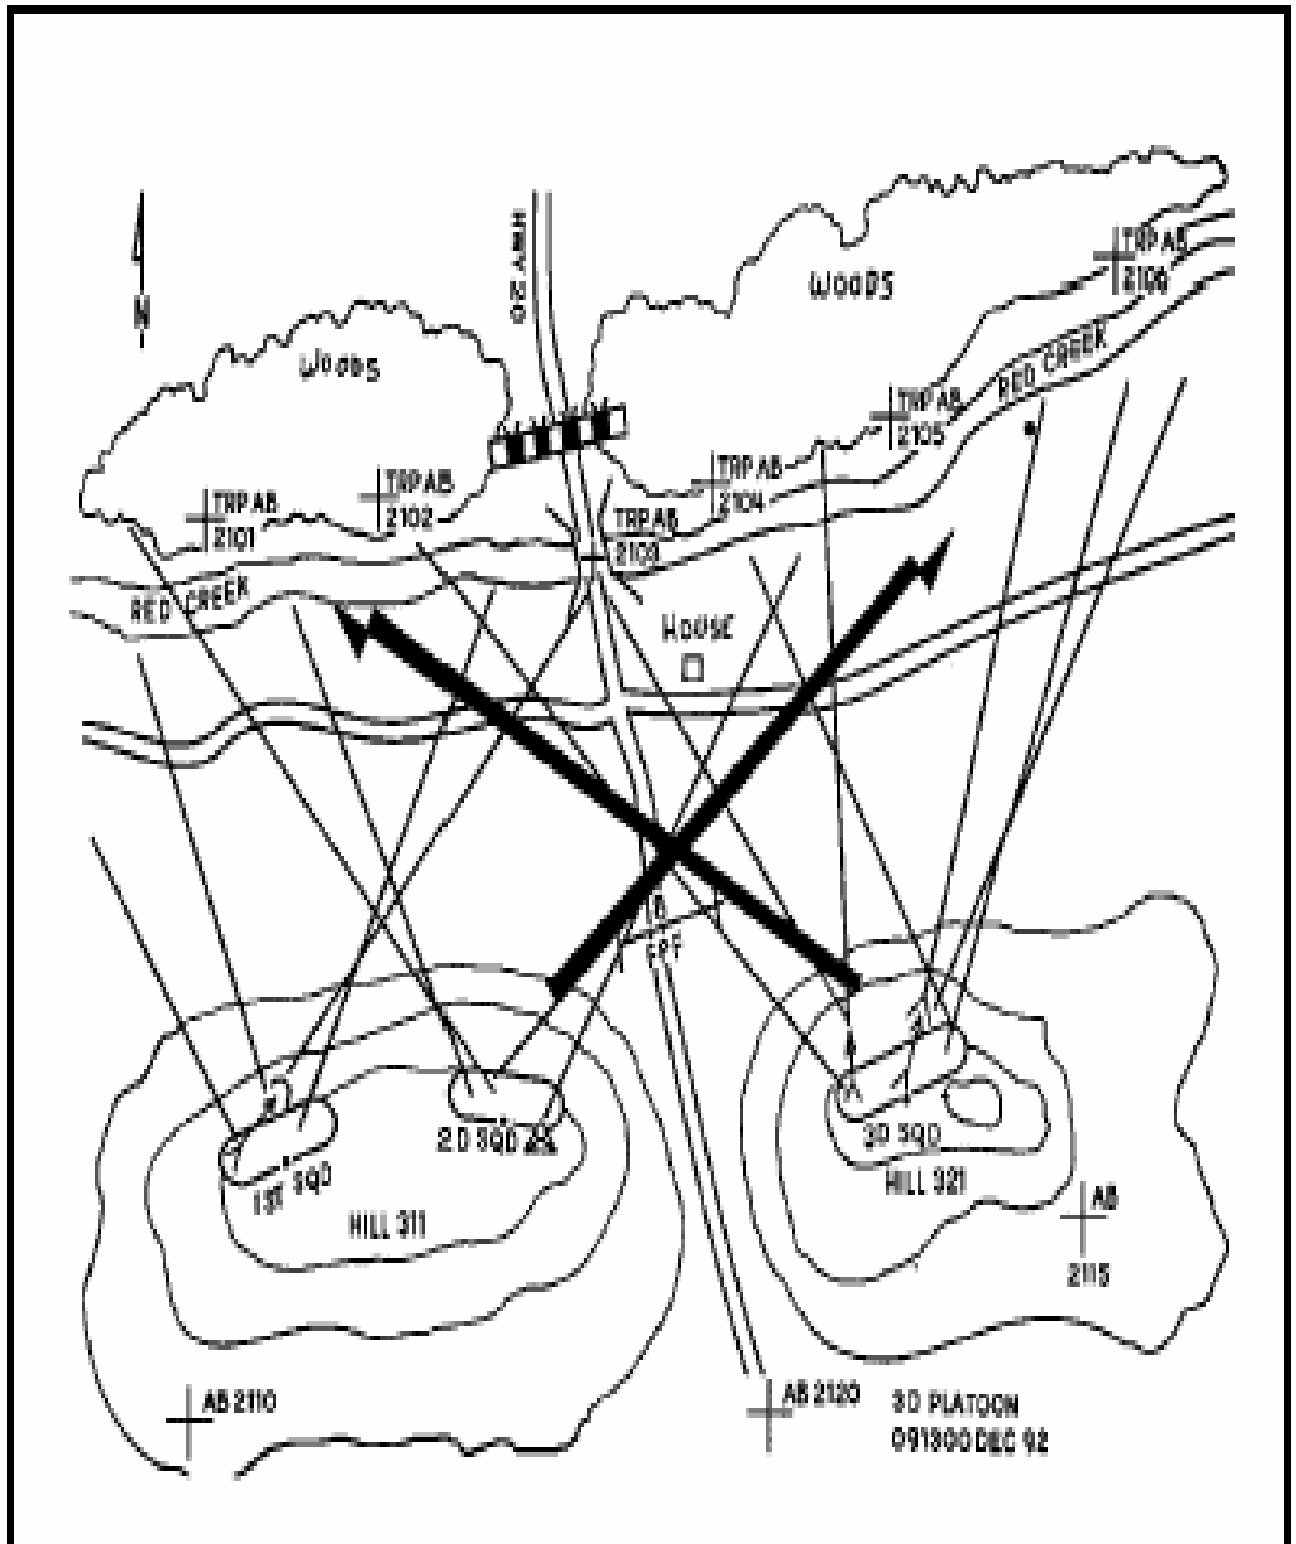 HWY 20
WOODS
TRP AB
2106
N
WOODS
RED CREEK
TRP AB
2105
TRP AB
2104
TRP AB
2102
TRP AB
2101
TRP AB
2103
RED CREEK
HOUSE
FPF
2D SQD
3D SQD
1ST SQD
HILL 321
HILL 311
AB
2115
AB 2110
AB 2120
3D PLATOON
091300 DEC 92